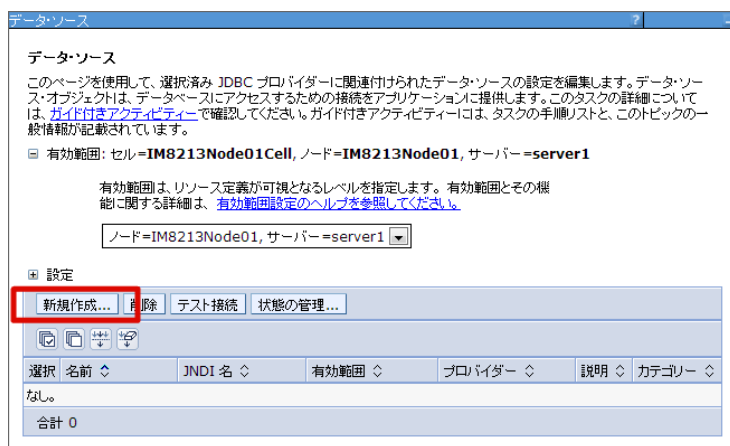 データ・ソース ? -
データ・ソース
このページを使用して、選択済み JDBC プロバイダーに関連付けられたデータ・ソースの設定を編集します。データ・ソー
ス・オブジェクトは、データベースにアクセスするための接続をアプリケーションに提供します。このタスクの詳細について
は、ガイド付きアクティビティーで確認してください。ガイド付きアクティビティーには、タスクの手順リストと、このトピックの一
般情報が記載されています。
有効範囲: セル=IM8213Node01Cell, ノード=IM8213Node01, サーバー=server1
有効範囲は、リソース定義が可視となるレベルを指定します。 有効範囲とその機
能に関する詳細は、有効範囲設定のヘルプを参照してください。
ノード=IM8213Node01, サーバー=server1
設定
新規作成... 削除 テスト接続 状態の管理...
選択 名前 JNDI 名 有効範囲 プロバイダー 説明 カテゴリー
なし。
合計 0